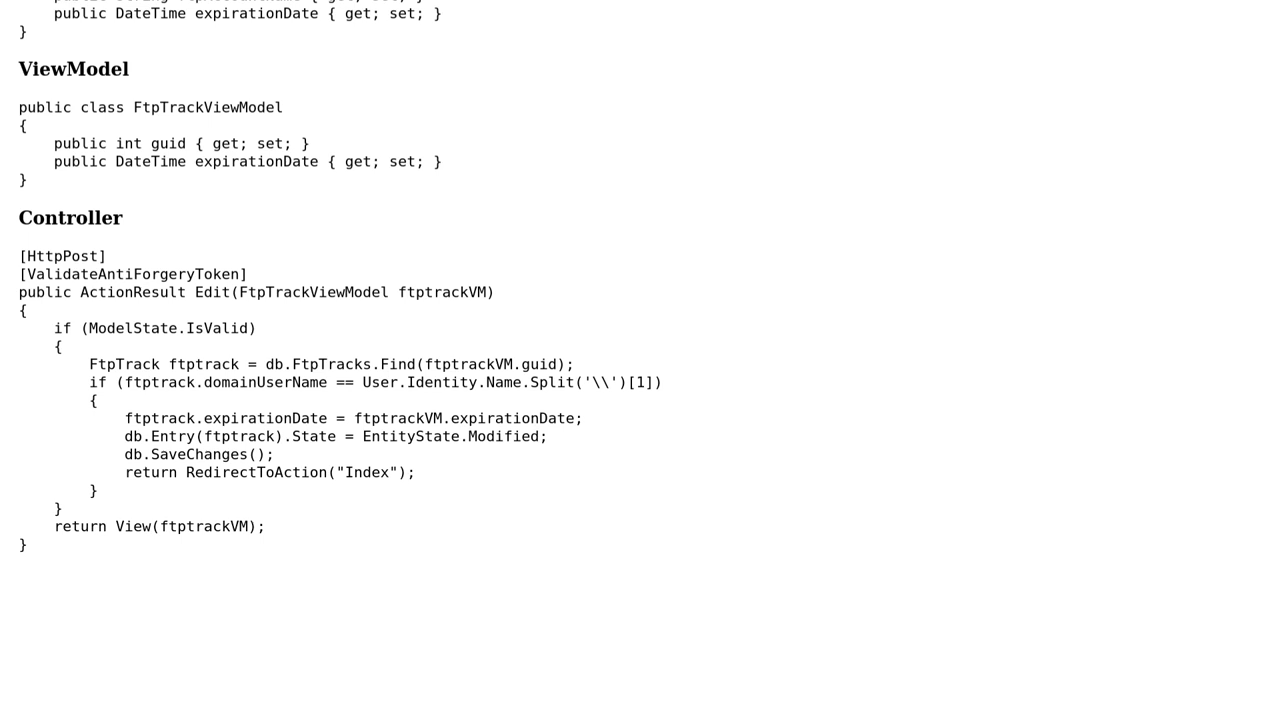 public DateTime expirationDate { get; set; }
}
ViewModel
public class FtpTrackViewModel
{
    public int guid { get; set; }
    public DateTime expirationDate { get; set; }
}
Controller
[HttpPost]
[ValidateAntiForgeryToken]
public ActionResult Edit(FtpTrackViewModel ftptrackVM)
{
    if (ModelState.IsValid)
    {
        FtpTrack ftptrack = db.FtpTracks.Find(ftptrackVM.guid);
        if (ftptrack.domainUserName == User.Identity.Name.Split('\\')[1])
        {
            ftptrack.expirationDate = ftptrackVM.expirationDate;
            db.Entry(ftptrack).State = EntityState.Modified;
            db.SaveChanges();
            return RedirectToAction("Index");
        }
    }
    return View(ftptrackVM);
}